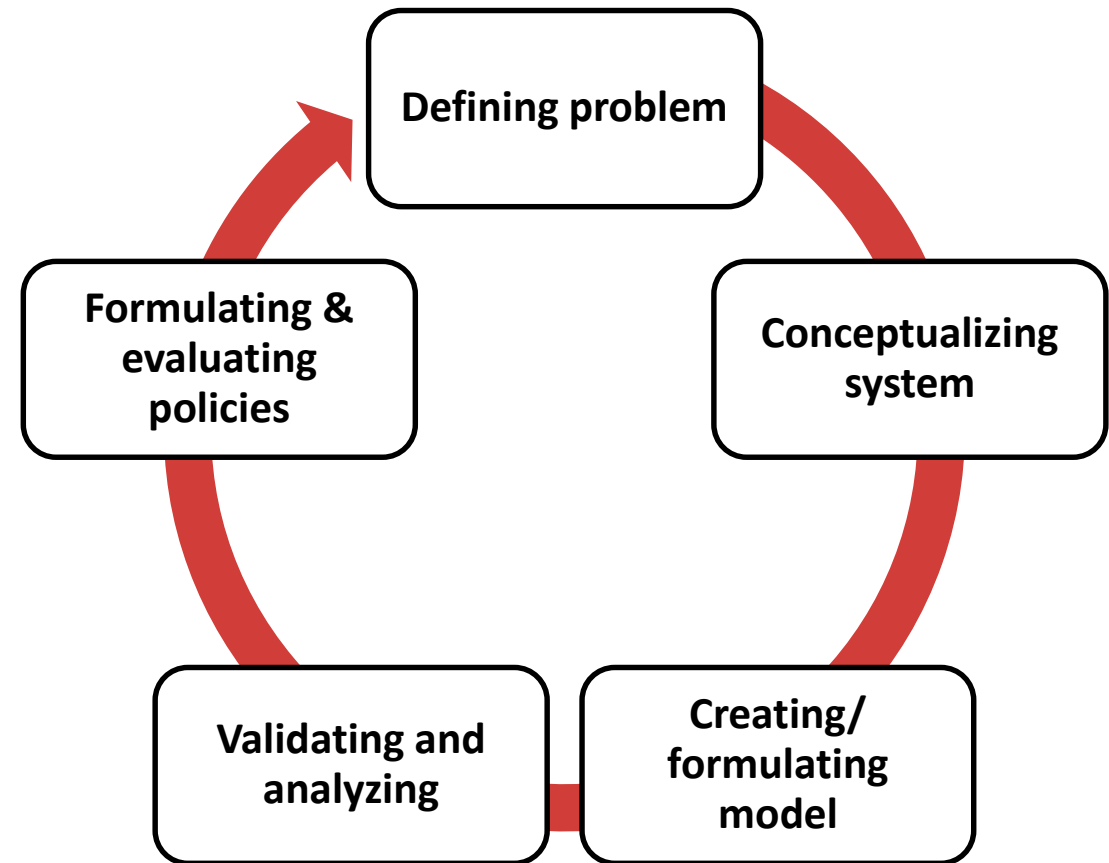 Defining problem
Conceptualizing
system
Creating/
formulating
model
Validating and
analyzing
Formulating &
evaluating
policies